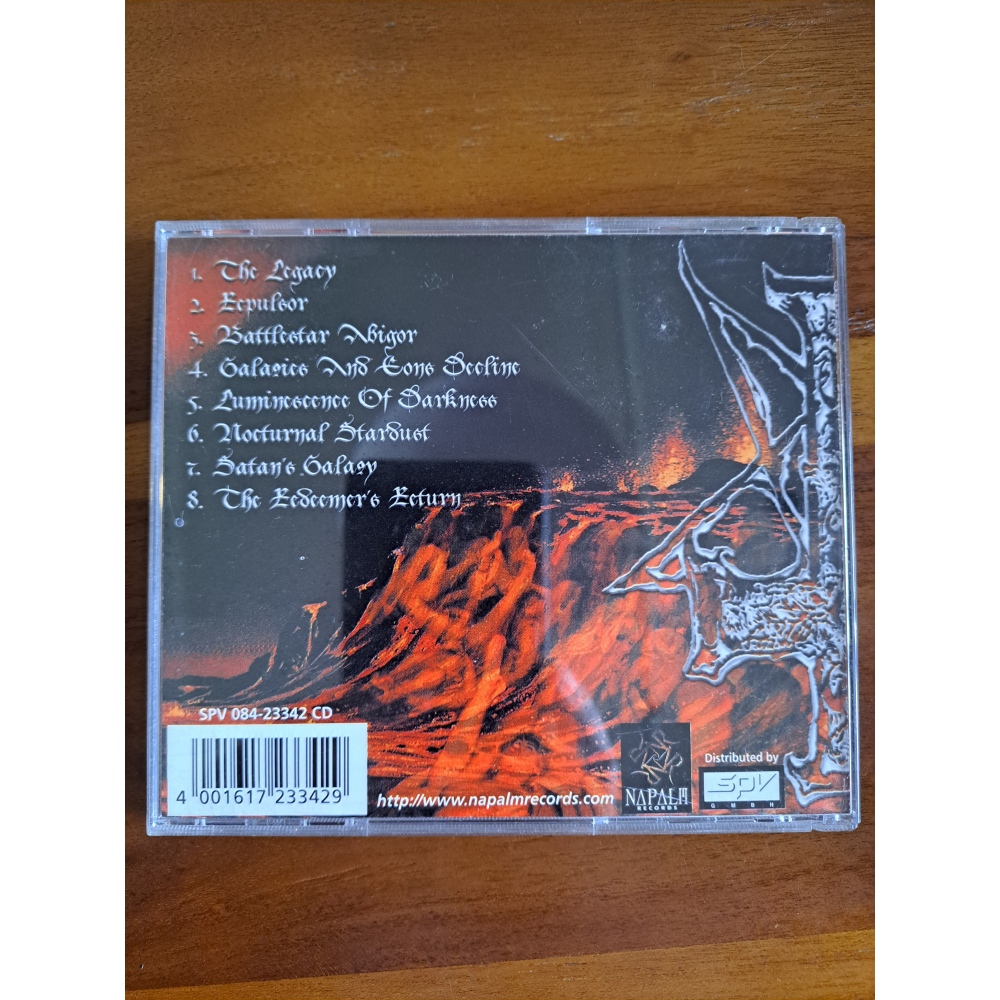 1. The Legacy
2. Repulsor
3. Battlestar Abigor
4. Galaxies And Eons Decline
5. Luminescence Of Darkness
6. Nocturnal Stardust
7. Satan's Galaxy
8. The Redeemer's Return
SPV 084-23342 CD
4 001617 233429
http://www.napalmrecords.com
NAPALM
RECORDS
Distributed by
SPV
GMBH